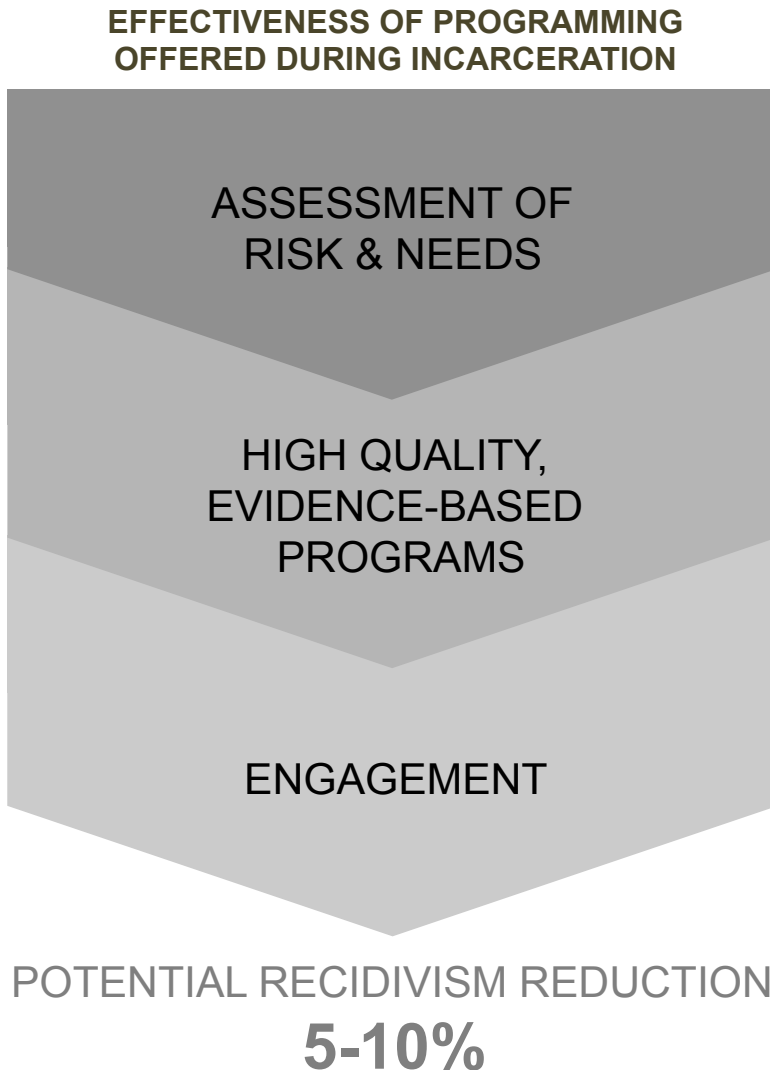 EFFECTIVENESS OF PROGRAMMING
OFFERED DURING INCARCERATION
ASSESSMENT OF
RISK & NEEDS
HIGH QUALITY,
EVIDENCE-BASED
PROGRAMS
ENGAGEMENT
POTENTIAL RECIDIVISM REDUCTION
5-10%